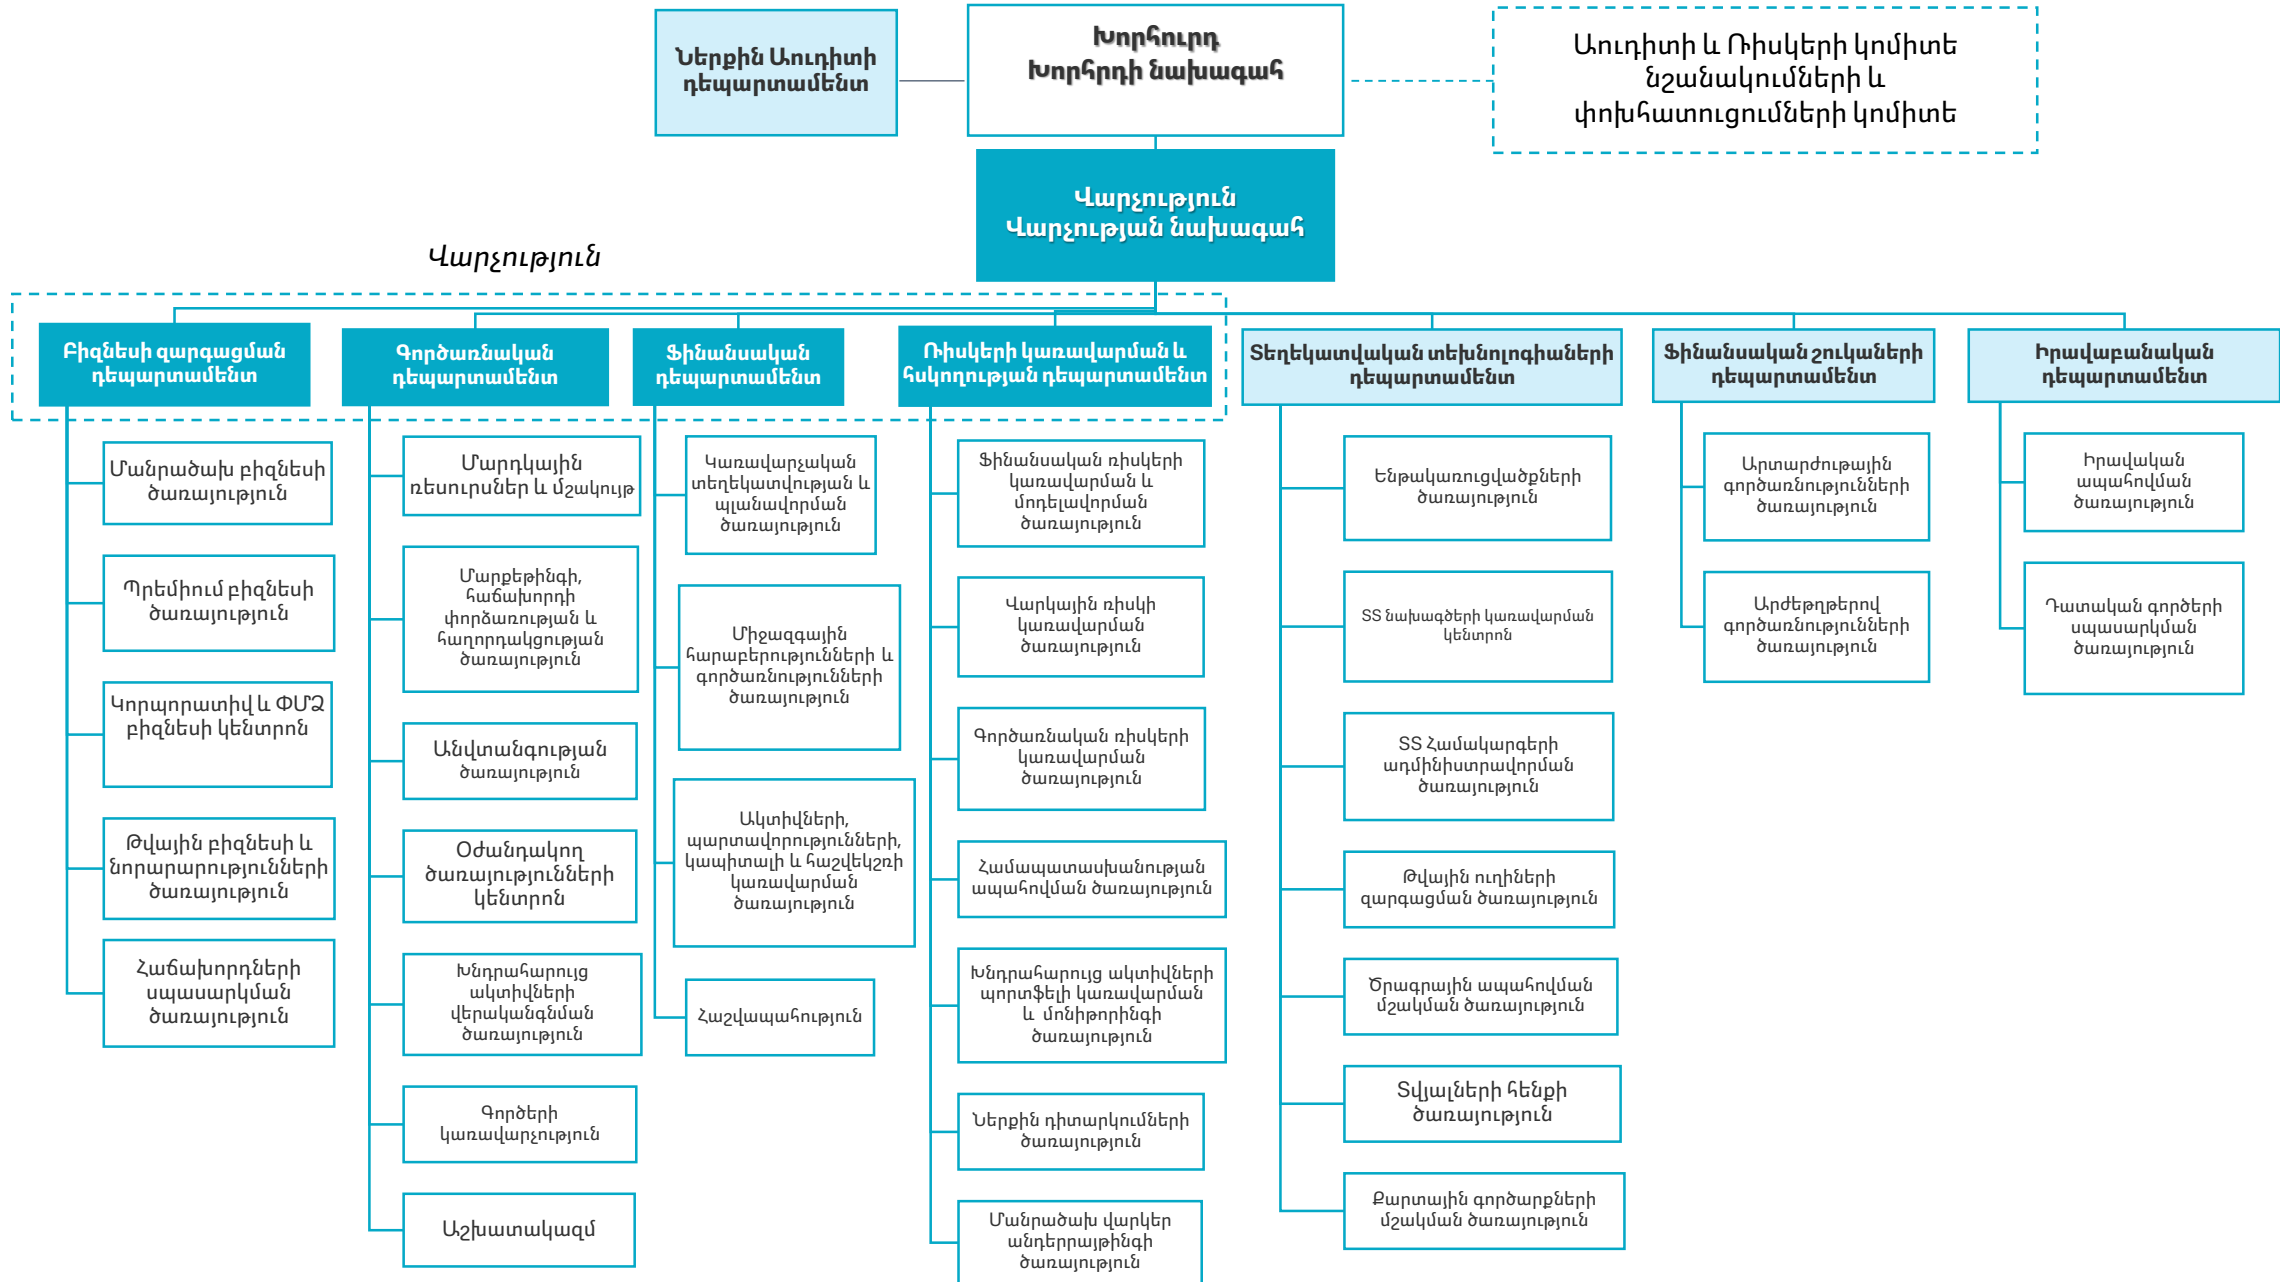 Ներքին Աուդիտի
դեպարտամենտ
Խորհուրդ
Խորհրդի նախագահ
Աուդիտի և Ռիսկերի կոմիտե
նշանակումների և
փոխհատուցումների կոմիտե
Վարչություն
Վարչության նախագահ
Վարչություն
Բիզնեսի զարգացման
դեպարտամենտ
Գործառնական
դեպարտամենտ
Ֆինանսական
դեպարտամենտ
Ռիսկերի կառավարման և
հսկողության դեպարտամենտ
Տեղեկատվական տեխնոլոգիաների
դեպարտամենտ
Ֆինանսական շուկաների
դեպարտամենտ
Իրավաբանական
դեպարտամենտ
Մանրածախ բիզնեսի
ծառայություն
Պրեմիում բիզնեսի
ծառայություն
Կորպորատիվ և ՓՄՁ
բիզնեսի կենտրոն
Թվային բիզնեսի և
նորարարությունների
ծառայություն
Հաճախորդների
սպասարկման
ծառայություն
Մարդկային
ռեսուրսներ և մշակույթ
Մարքեթինգի,
հաճախորդի
փորձառության և
հաղորդակցության
ծառայություն
Անվտանգության
ծառայություն
Օժանդակող
ծառայությունների
կենտրոն
Խնդրահարույց
ակտիվների
վերականգնման
ծառայություն
Գործերի
կառավարչություն
Աշխատակազմ
Կառավարչական
տեղեկատվության և
պլանավորման
ծառայություն
Միջազգային
հարաբերությունների և
գործառնությունների
ծառայություն
Ակտիվների,
պարտավորությունների,
կապիտալի և հաշվեկշռի
կառավարման
ծառայություն
Հաշվապահություն
Ֆինանսական ռիսկերի
կառավարման և
մոդելավորման
ծառայություն
Վարկային ռիսկի
կառավարման
ծառայություն
Գործառնական ռիսկերի
կառավարման
ծառայություն
Համապատասխանության
ապահովման ծառայություն
Խնդրահարույց ակտիվների
պորտֆելի կառավարման
և մոնիթորինգի
ծառայություն
Ներքին դիտարկումների
ծառայություն
Մանրածախ վարկեր
անդերրայթինգի
ծառայություն
Ենթակառուցվածքների
ծառայություն
ՏՏ նախագծերի կառավարման
կենտրոն
ՏՏ Համակարգերի
ադմինիստրավորման
ծառայություն
Թվային ուղիների
զարգացման ծառայություն
Ծրագրային ապահովման
մշակման ծառայություն
Տվյալների հենքի
ծառայություն
Քարտային գործարքների
մշակման ծառայություն
Արտարժութային
գործառնությունների
ծառայություն
Արժեթղթերով
գործառնությունների
ծառայություն
Իրավական
ապահովման
ծառայություն
Դատական գործերի
սպասարկման
ծառայություն